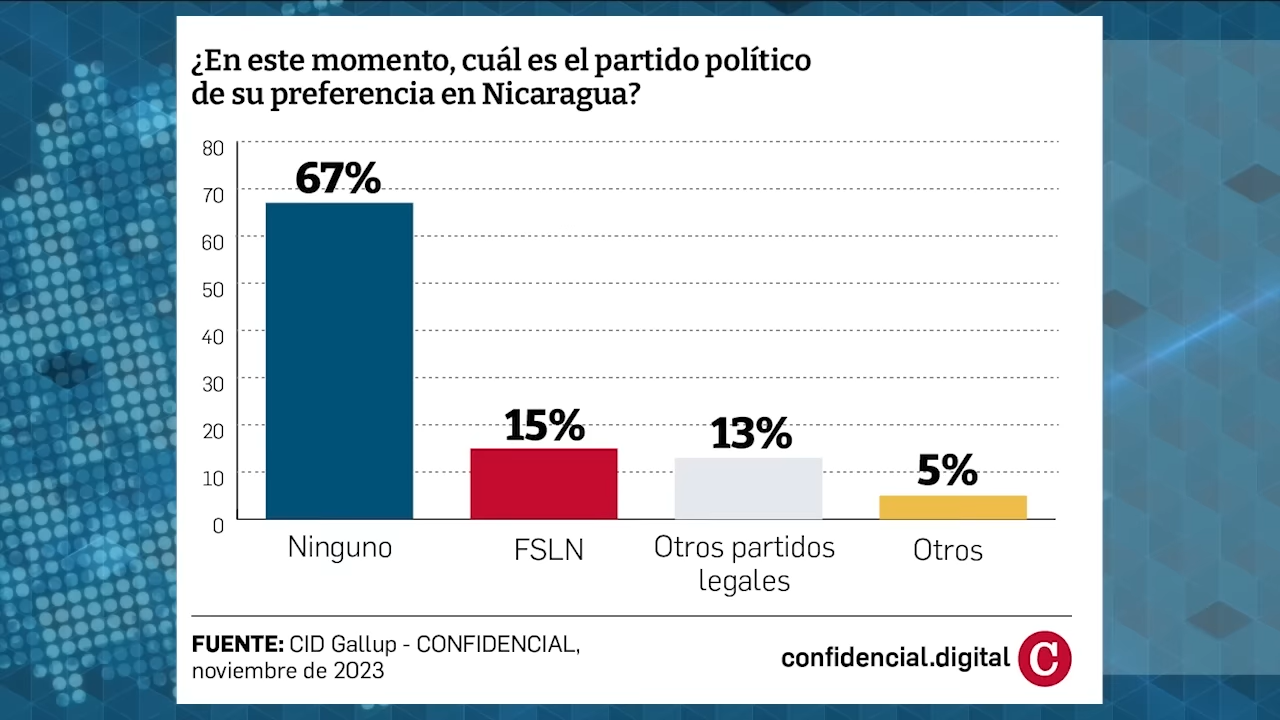 ¿En este momento, cuál es el partido político
de su preferencia en Nicaragua?
80
70
60
50
40
30
20
10
0
67%
15%
13%
5%
Ninguno
FSLN
Otros partidos
legales
Otros
FUENTE: CID Gallup - CONFIDENCIAL,
noviembre de 2023
confidencial.digital C